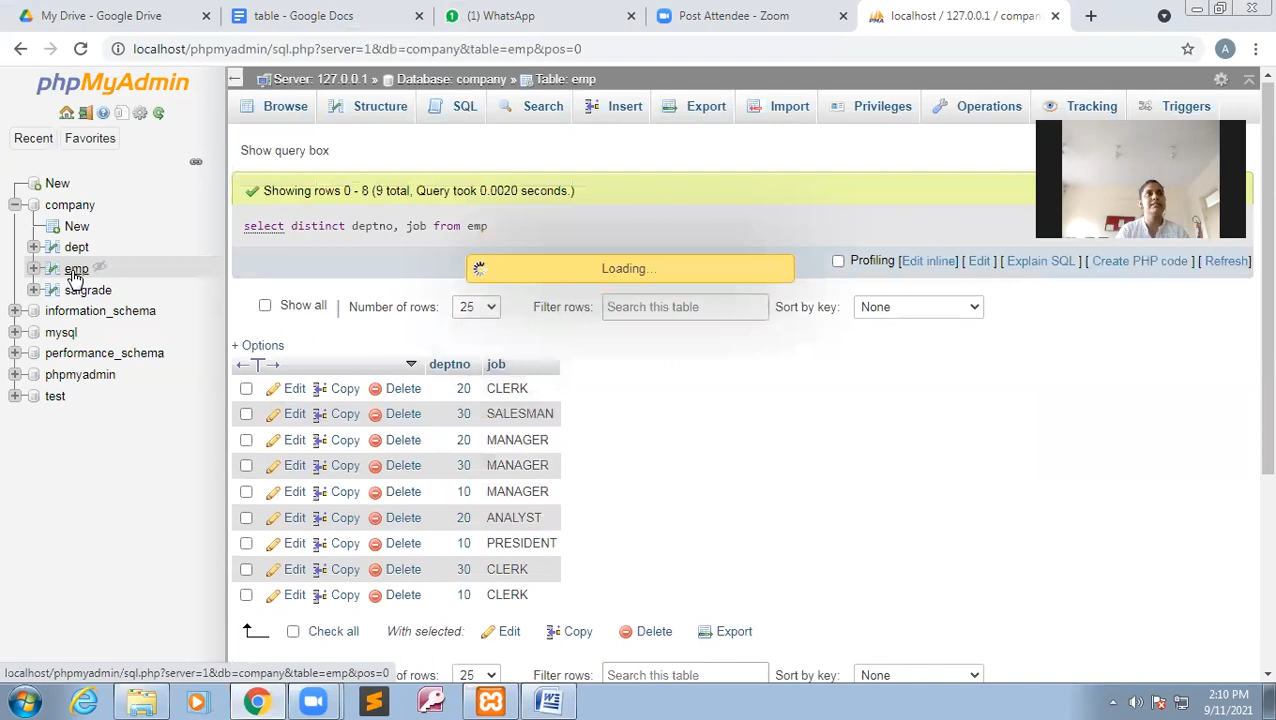 My Drive - Google Drive
table - Google Docs
(1) WhatsApp
Post Attendee - Zoom
localhost / 127.0.0.1 / compan
localhost/phpmyadmin/sql.php?server=1&db=company&table=emp&pos=0
A
phpMyAdmin
Recent Favorites
New
company
New
dept
emp
salgrade
information_schema
mysql
performance_schema
phpmyadmin
test
Server: 127.0.0.1 » Database: company » Table: emp
Browse Structure SQL Search Insert Export Import Privileges Operations Tracking Triggers
Show query box
Showing rows 0 - 8 (9 total, Query took 0.0020 seconds.)
select distinct deptno, job from emp
Loading...
Profiling [Edit inline] [ Edit ] [ Explain SQL ] [ Create PHP code ] [ Refresh]
Show all Number of rows: 25 Filter rows: Search this table Sort by key: None
+ Options
←T→ deptno job
Edit Copy Delete 20 CLERK
Edit Copy Delete 30 SALESMAN
Edit Copy Delete 20 MANAGER
Edit Copy Delete 30 MANAGER
Edit Copy Delete 10 MANAGER
Edit Copy Delete 20 ANALYST
Edit Copy Delete 10 PRESIDENT
Edit Copy Delete 30 CLERK
Edit Copy Delete 10 CLERK
Check all With selected: Edit Copy Delete Export
of rows: 25 Filter rows: Search this table Sort by key: None
localhost/phpmyadmin/sql.php?server=1&db=company&table=emp&pos=0
2:10 PM
9/11/2021